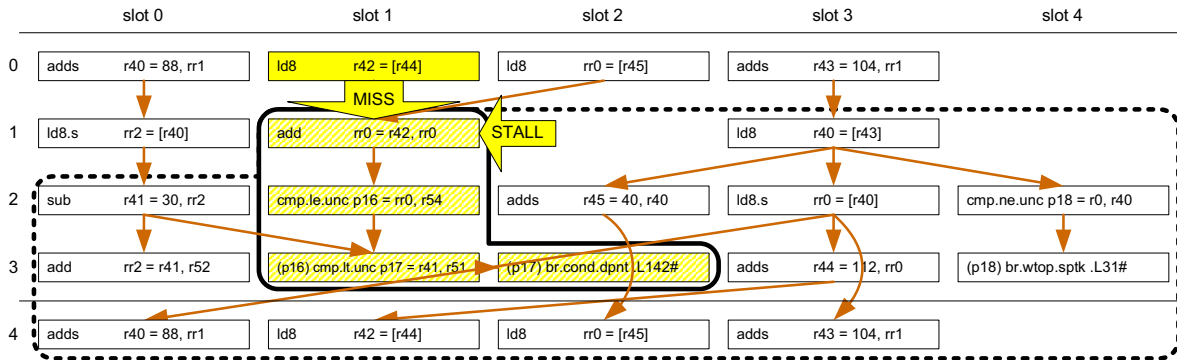 slot 0 slot 1 slot 2 slot 3 slot 4
0 adds r40 = 88, rr1 ld8 r42 = [r44] ld8 rr0 = [r45] adds r43 = 104, rr1
MISS
1 ld8.s rr2 = [r40] add rr0 = r42, rr0 STALL ld8 r40 = [r43]
2 sub r41 = 30, rr2 cmp.le.unc p16 = rr0, r54 adds r45 = 40, r40 ld8.s rr0 = [r40] cmp.ne.unc p18 = r0, r40
3 add rr2 = r41, r52 (p16) cmp.lt.unc p17 = r41, r51 (p17) br.cond.dpnt .L142# adds r44 = 112, rr0 (p18) br.wtop.sptk .L31#
4 adds r40 = 88, rr1 ld8 r42 = [r44] ld8 rr0 = [r45] adds r43 = 104, rr1